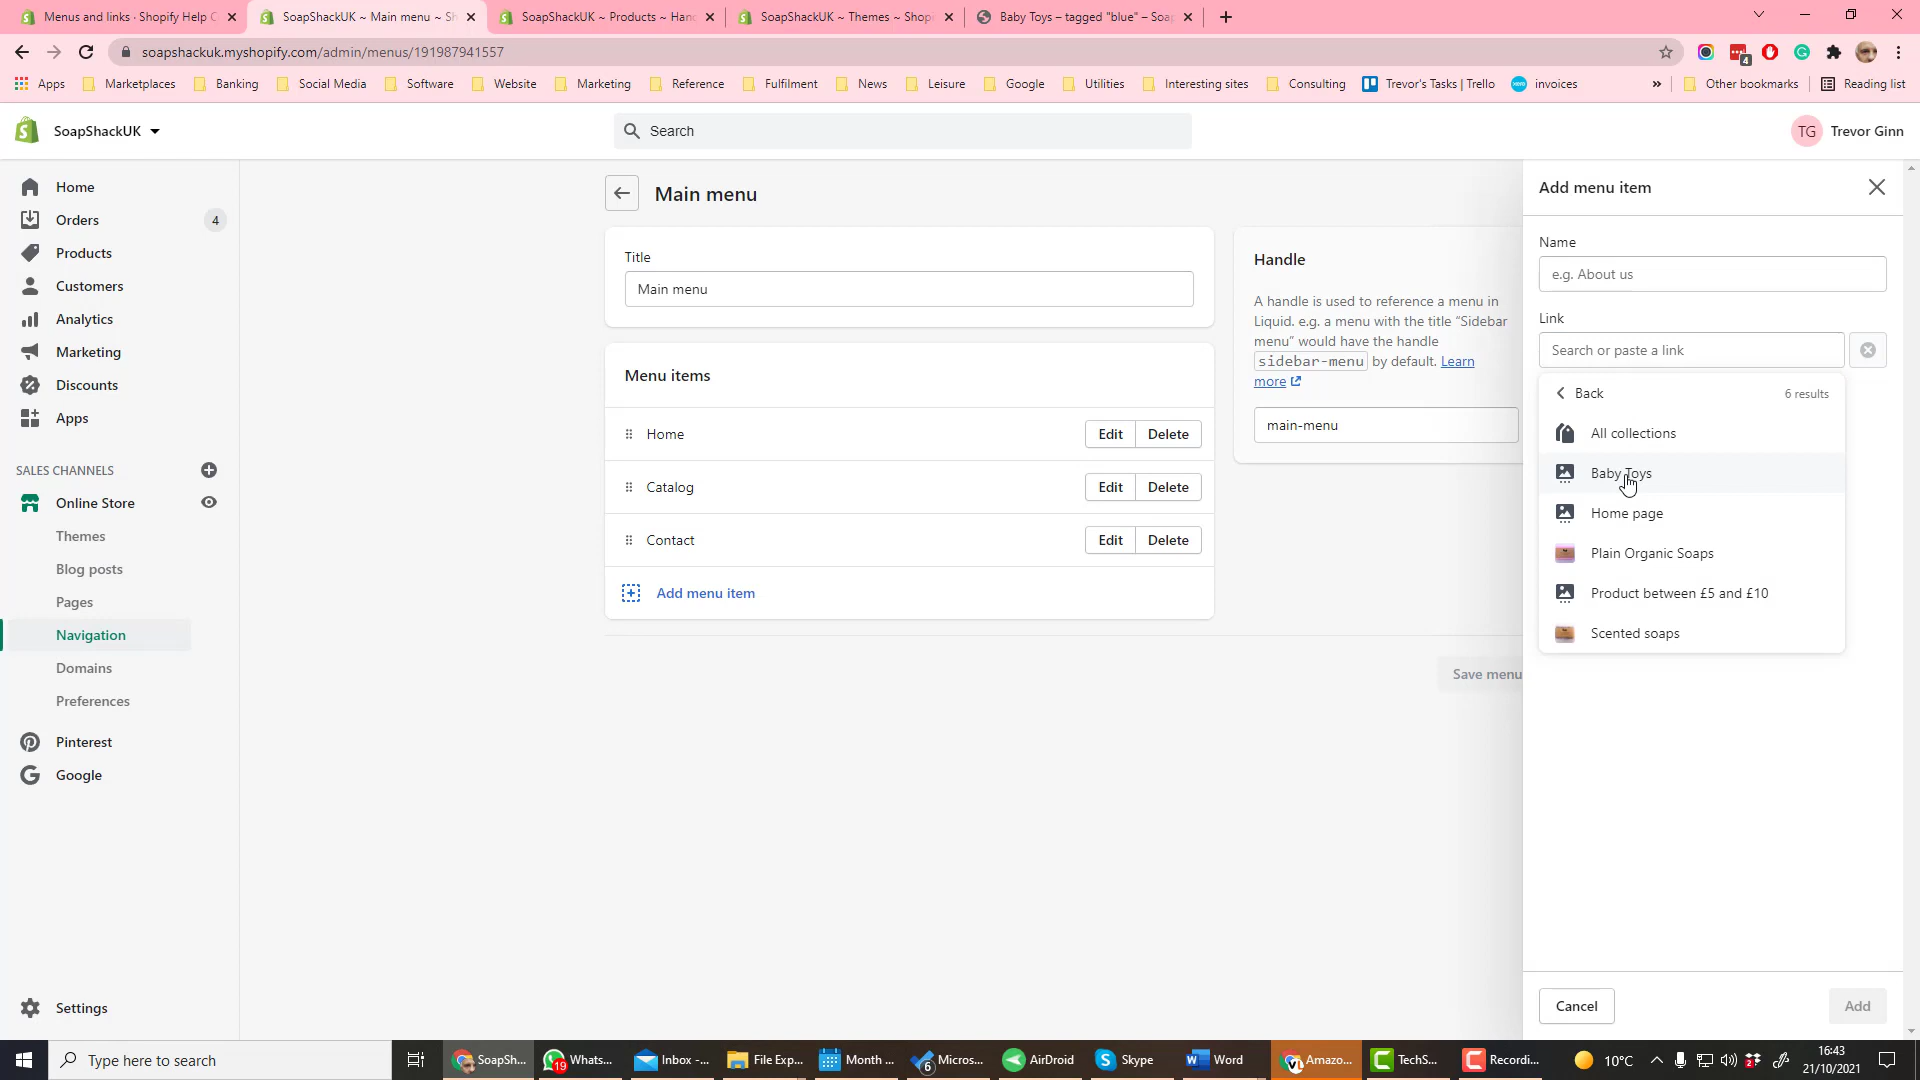 Menus and links · Shopify Help C
SoapShackUK ~ Main menu ~ Sh
SoapShackUK ~ Products ~ Hand
SoapShackUK ~ Themes ~ Shopi
Baby Toys – tagged "blue" – Soap
soapshackuk.myshopify.com/admin/menus/191987941557
4
Apps
Marketplaces
Banking
Social Media
Software
Website
Marketing
Reference
Fulfilment
News
Leisure
Google
Utilities
Interesting sites
Consulting
Trevor's Tasks | Trello
invoices
»
Other bookmarks
Reading list
SoapShackUK
Search
TG
Trevor Ginn
Home
Orders
4
Products
Customers
Analytics
Marketing
Discounts
Apps
SALES CHANNELS
Online Store
Themes
Blog posts
Pages
Navigation
Domains
Preferences
Pinterest
Google
Settings
Main menu
Title
Main menu
Menu items
Home
Edit
Delete
Catalog
Edit
Delete
Contact
Edit
Delete
Add menu item
Handle
A handle is used to reference a menu in
Liquid. e.g. a menu with the title “Sidebar
menu” would have the handle
sidebar-menu by default. Learn
more
main-menu
Save menu
Add menu item
Name
e.g. About us
Link
Search or paste a link
Back
6 results
All collections
Baby Toys
Home page
Plain Organic Soaps
Product between £5 and £10
Scented soaps
Cancel
Add
Type here to search
SoapSh...
19
Whats...
Inbox -...
File Exp...
Month ...
6
Micros...
AirDroid
Skype
Word
Amazo...
TechS...
Recordi...
10°C
16:43
21/10/2021